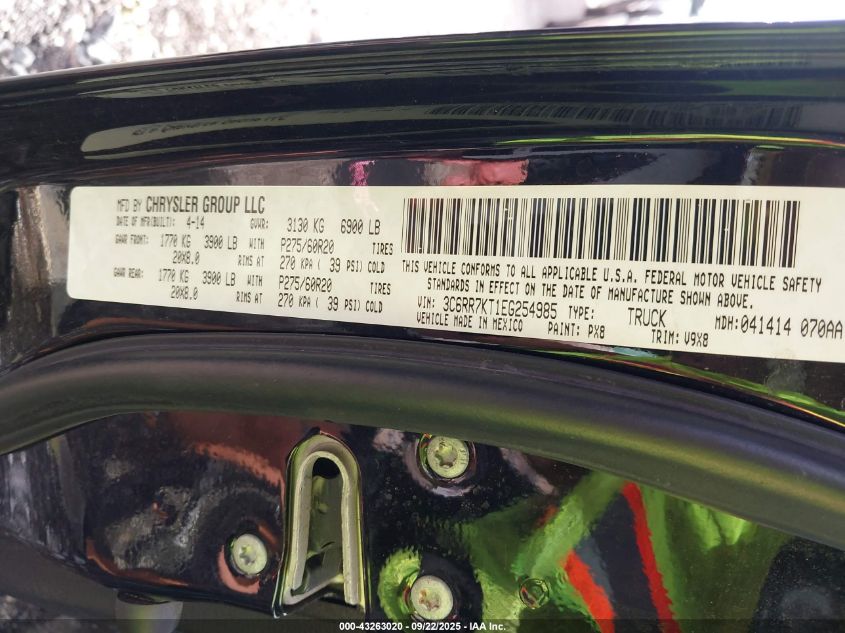 MFD BY CHRYSLER GROUP LLC
DATE OF MFR(BUILT): 4-14 GVWR: 3130 KG 6900 LB
GAWR FRONT: 1770 KG 3900 LB WITH P275/60R20 TIRES
20X8.0 RIMS AT 270 KPA ( 39 PSI) COLD
GAWR REAR: 1770 KG 3900 LB WITH P275/60R20 TIRES
20X8.0 RIMS AT 270 KPA ( 39 PSI) COLD
THIS VEHICLE CONFORMS TO ALL APPLICABLE U.S.A. FEDERAL MOTOR VEHICLE SAFETY
STANDARDS IN EFFECT ON THE DATE OF MANUFACTURE SHOWN ABOVE.
VIN: 3C6RR7KT1EG254985 TYPE: TRUCK MDH: 041414 070AA
VEHICLE MADE IN MEXICO PAINT: PX8 TRIM: V9X8
000-43263020 - 09/22/2025 - IAA Inc.